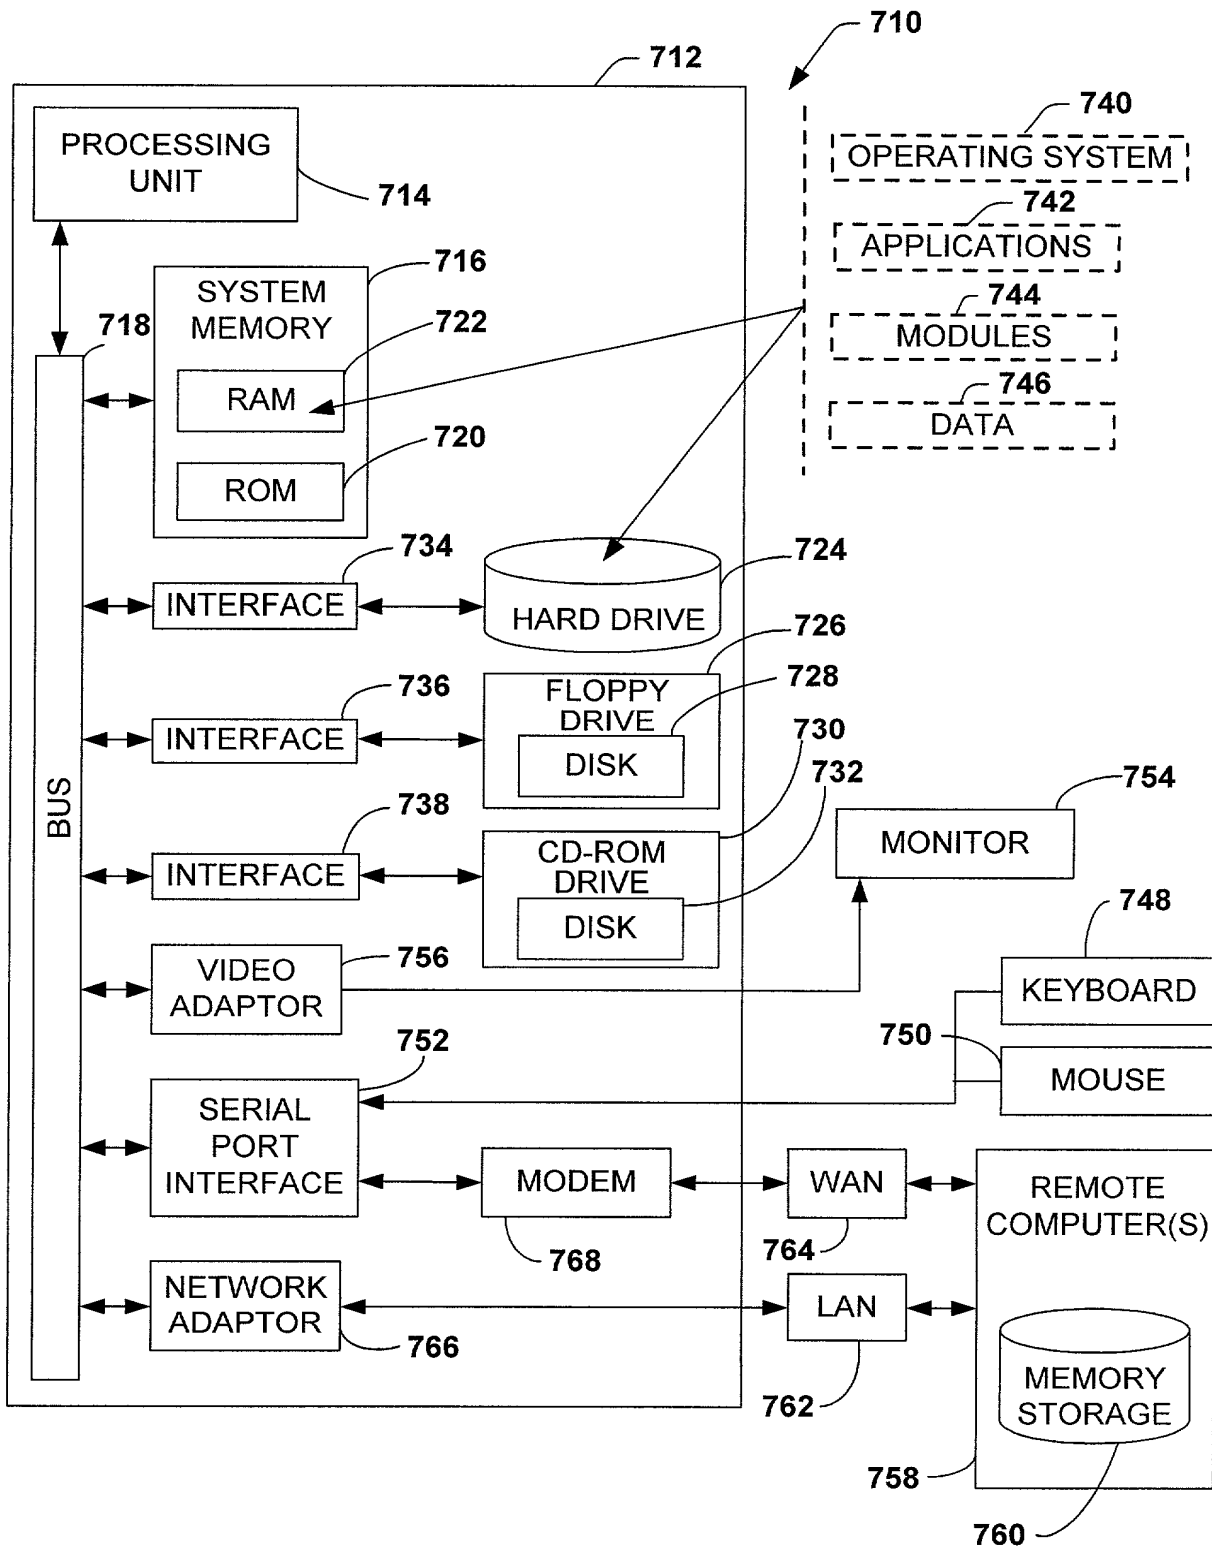 710
712
740
PROCESSING
UNIT
714
OPERATING SYSTEM
742
APPLICATIONS
716
SYSTEM
MEMORY
718
722
744
MODULES
RAM
746
DATA
720
ROM
734
724
INTERFACE
HARD DRIVE
726
736
FLOPPY
DRIVE
728
INTERFACE
DISK
730
732
754
BUS
738
MONITOR
INTERFACE
CD-ROM
DRIVE
DISK
748
VIDEO
ADAPTOR
756
KEYBOARD
752
750
MOUSE
SERIAL
PORT
INTERFACE
MODEM
WAN
REMOTE
COMPUTER(S)
768
764
NETWORK
ADAPTOR
LAN
766
762
MEMORY
STORAGE
758
760